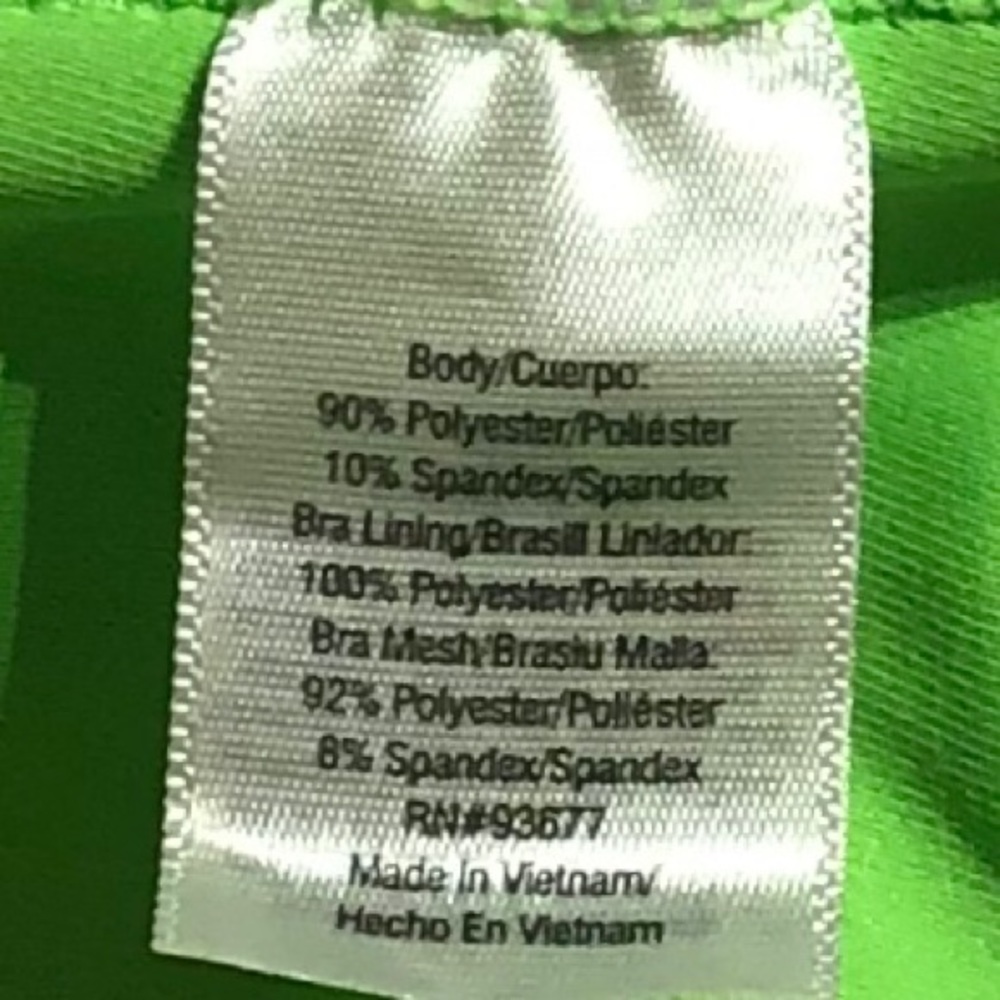 Body/Cuerpo:
90% Polyester/Poliéster
10% Spandex/Spandex
Bra Lining/Brasill Liniador:
100% Polyester/Poliéster
Bra Mesh/Brasiu Malla:
92% Polyester/Poliéster
8% Spandex/Spandex
RN#93677
Made in Vietnam/
Hecho En Vietnam